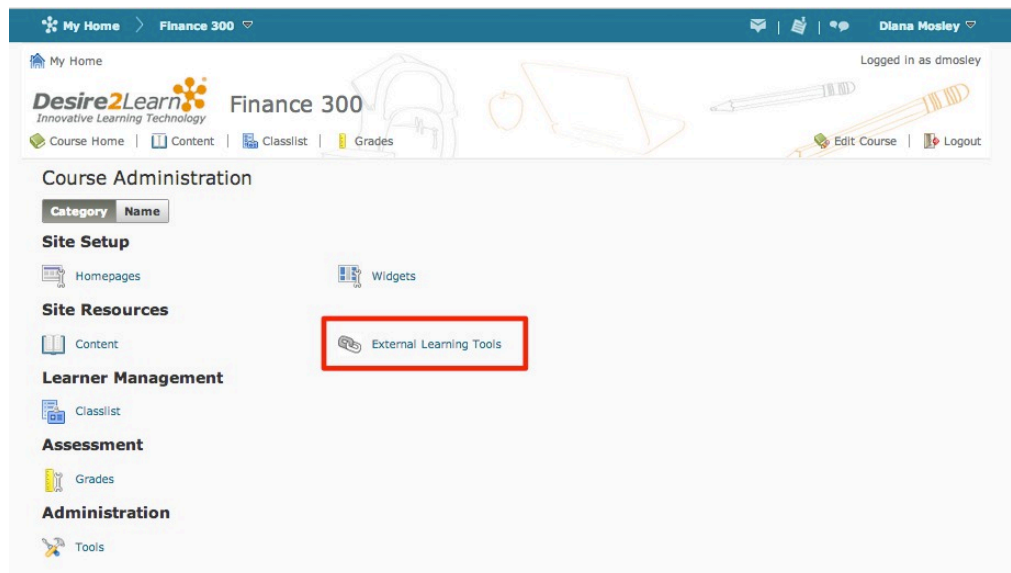 My Home Finance 300 Diana Mosley
My Home Logged in as dmosley
Desire2Learn Finance 300
Innovative Learning Technology
Course Home | Content | Classlist | Grades Edit Course | Logout
Course Administration
Category Name
Site Setup
Homepages Widgets
Site Resources
Content External Learning Tools
Learner Management
Classlist
Assessment
Grades
Administration
Tools